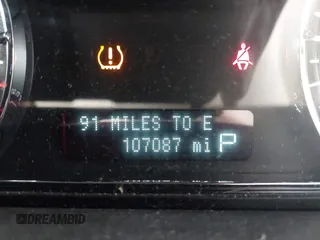 91 MILES TO E
107087 mi P
DREAMBID